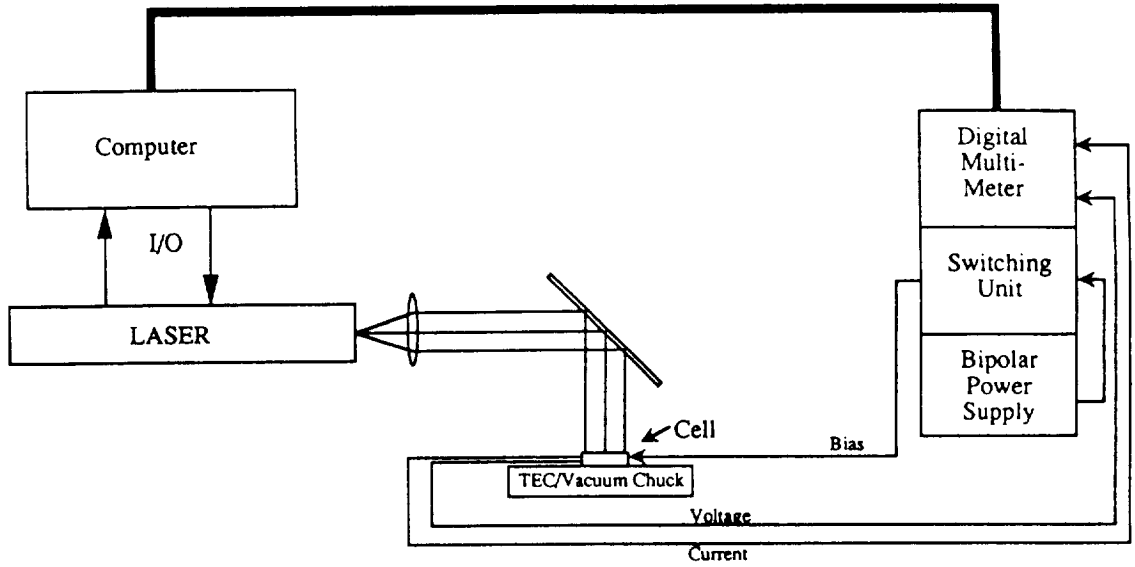 Computer
Digital
Multi-
Meter
I/O
Switching
Unit
LASER
Bipolar
Power
Supply
Cell
Bias
TEC/Vacuum Chuck
Voltage
Current